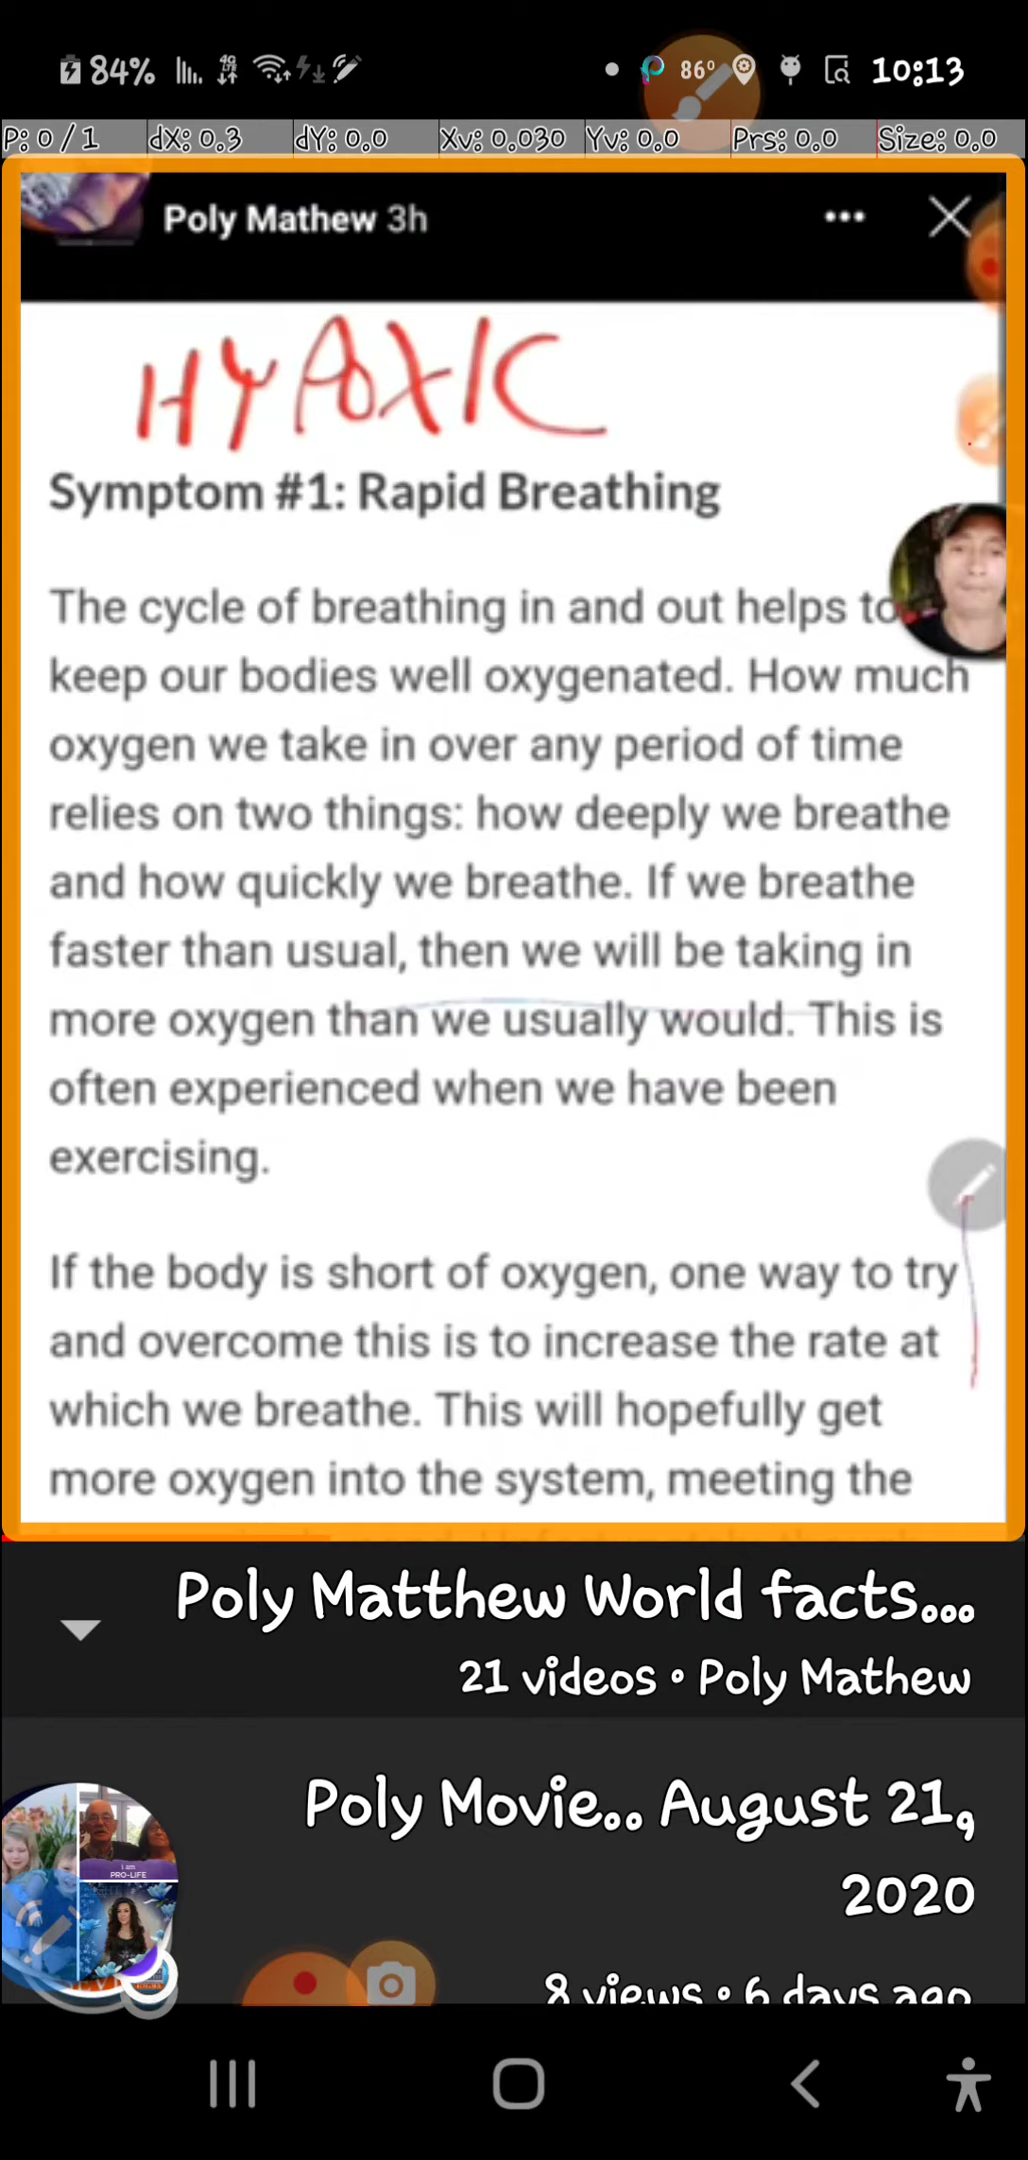 84% 86° 10:13
P: 0 / 1 dX: 0.3 dY: 0.0 Xv: 0.030 Yv: 0.0 Prs: 0.0 Size: 0.0
Poly Mathew 3h
HYPOXIC
Symptom #1: Rapid Breathing
The cycle of breathing in and out helps to
keep our bodies well oxygenated. How much
oxygen we take in over any period of time
relies on two things: how deeply we breathe
and how quickly we breathe. If we breathe
faster than usual, then we will be taking in
more oxygen than we usually would. This is
often experienced when we have been
exercising.
If the body is short of oxygen, one way to try
and overcome this is to increase the rate at
which we breathe. This will hopefully get
more oxygen into the system, meeting the
Poly Matthew World facts...
21 videos • Poly Mathew
Poly Movie.. August 21,
2020
i am
PRO-LIFE
8 views • 6 days ago